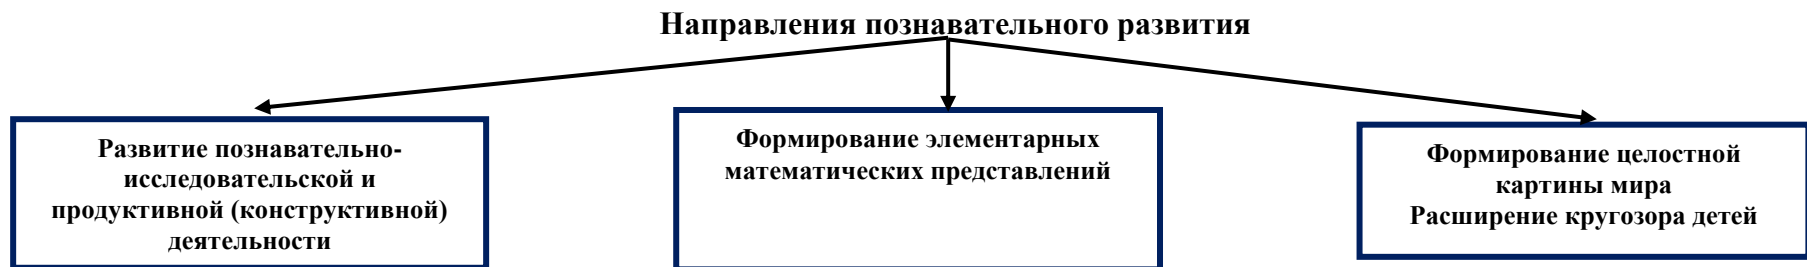 Направления познавательного развития
Развитие познавательно-
исследовательской и
продуктивной (конструктивной)
деятельности
Формирование элементарных
математических представлений
Формирование целостной
картины мира
Расширение кругозора детей